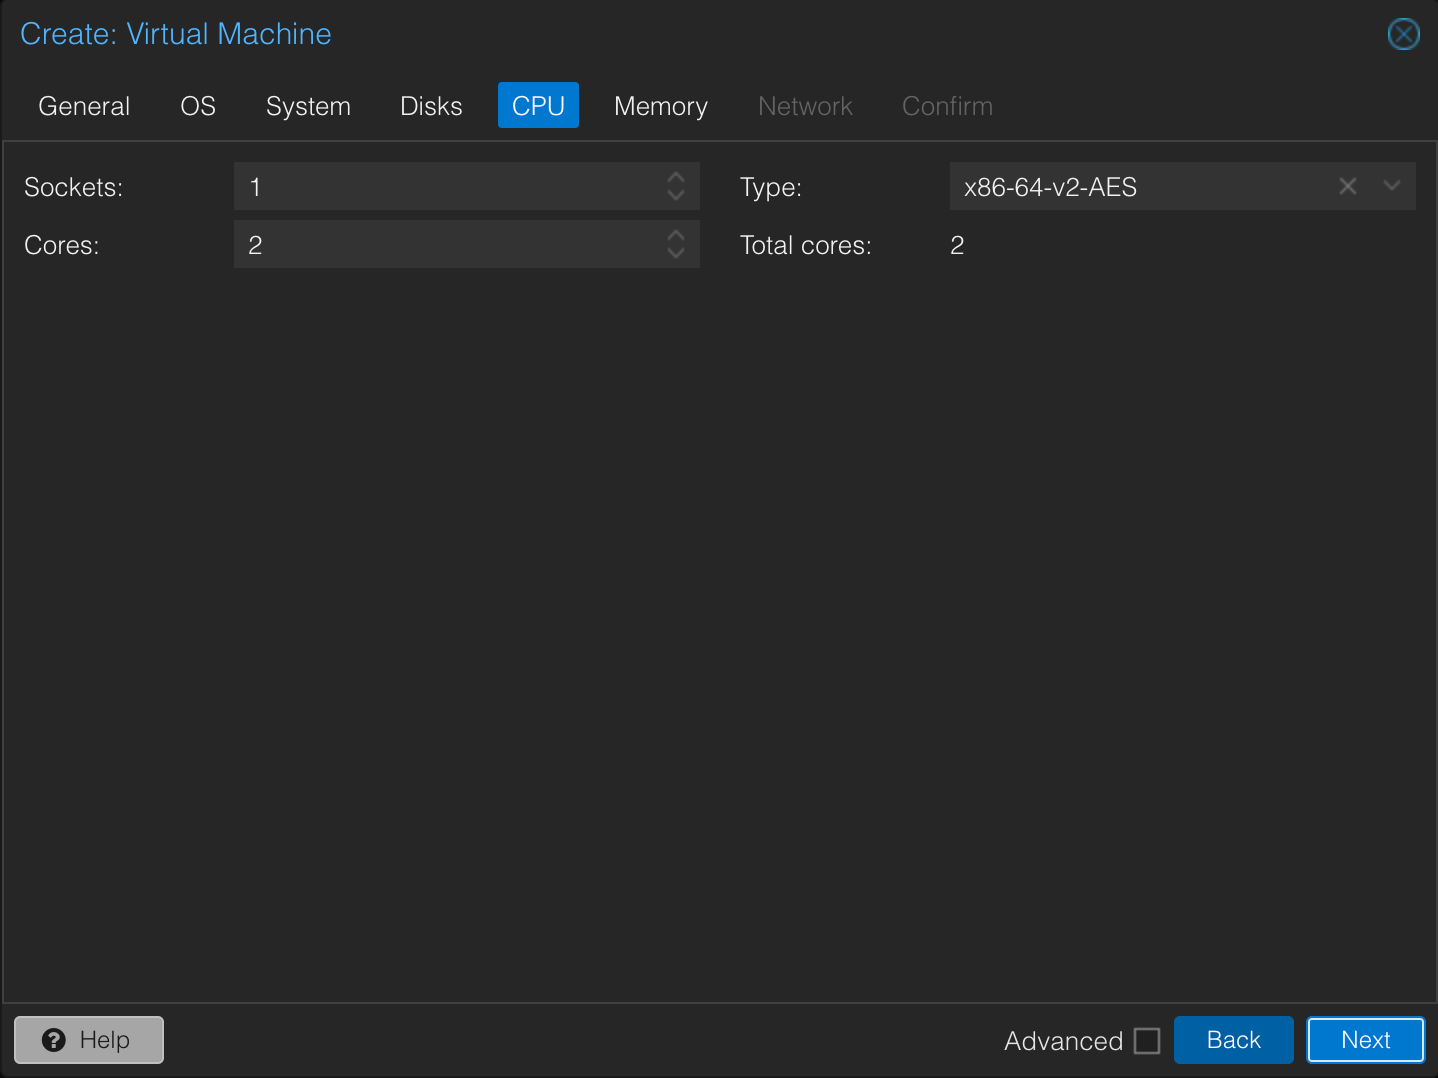 Create: Virtual Machine
General OS System Disks CPU Memory Network Confirm
Sockets: 1 Type: x86-64-v2-AES
Cores: 2 Total cores: 2
Help Advanced Back Next